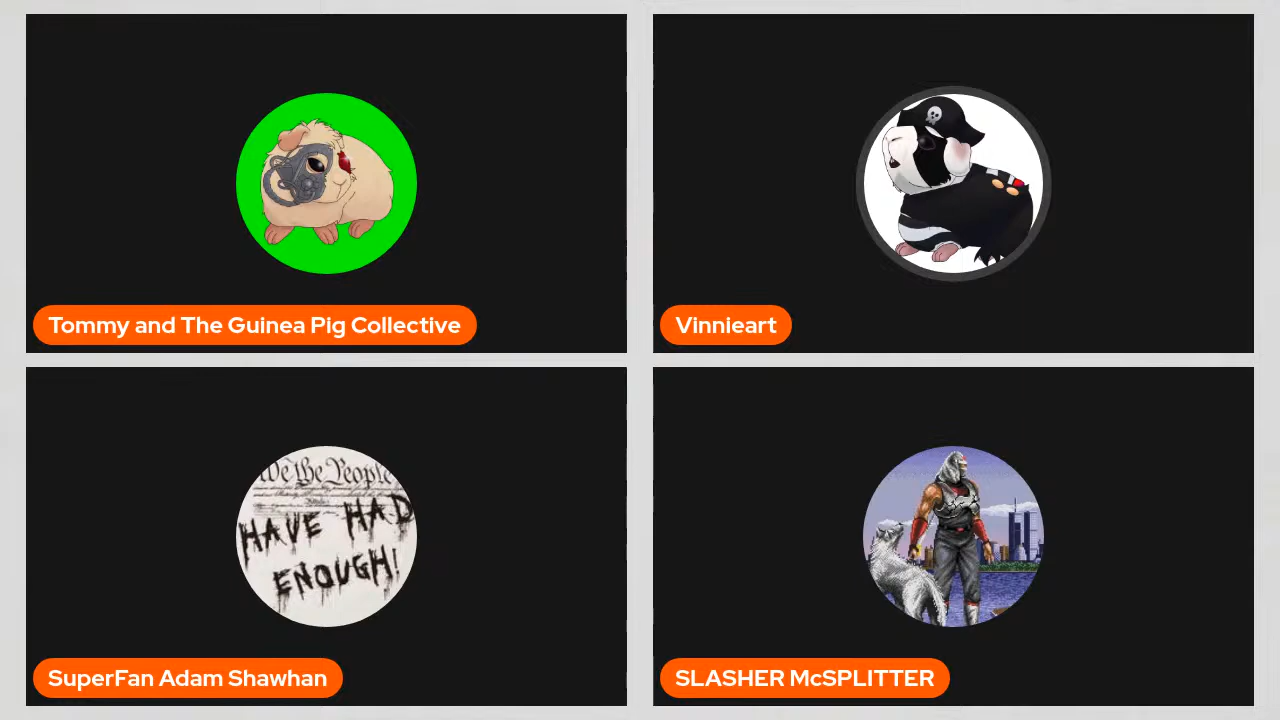 Tommy and The Guinea Pig Collective
Vinnieart
We the People
HAVE HAD
ENOUGH!
SuperFan Adam Shawhan
SLASHER McSPLITTER